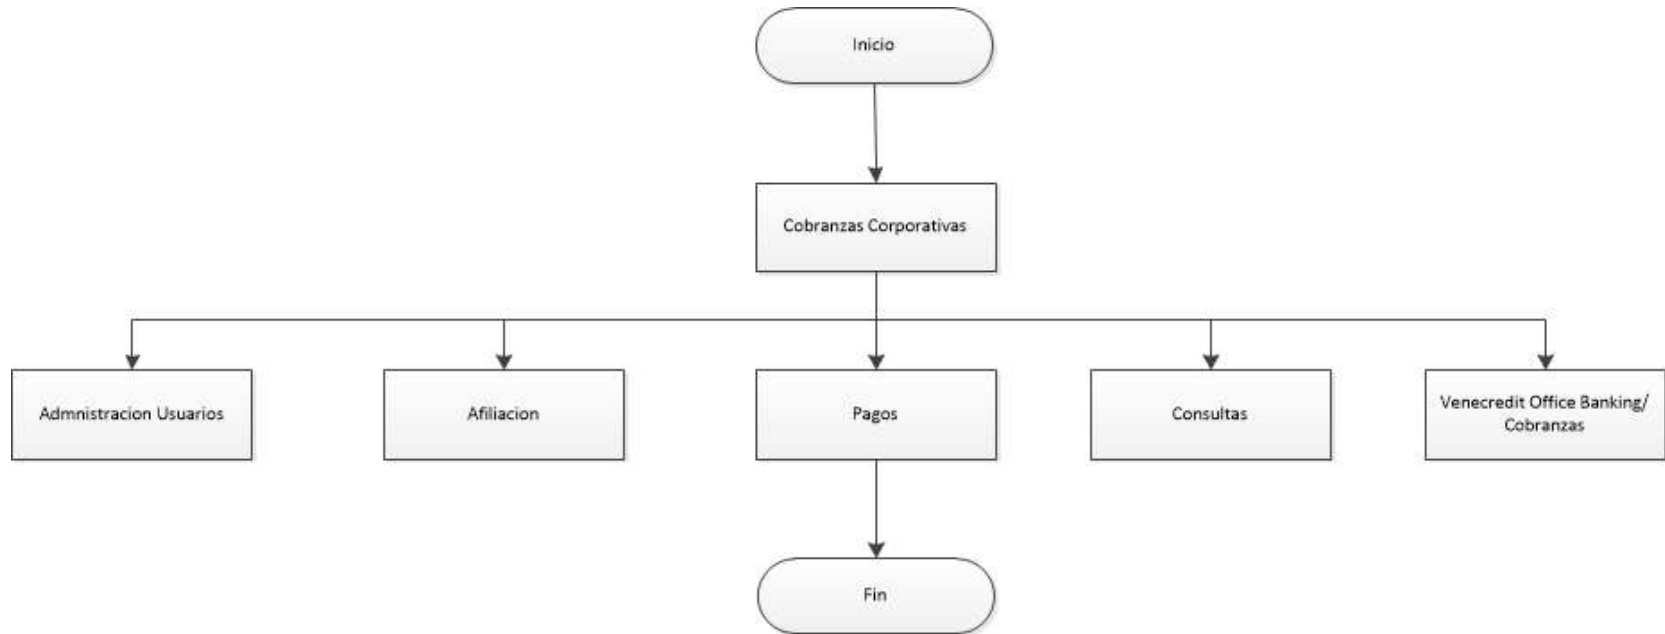 Inicio
Cobranzas Corporativas
Admnistracion Usuarios
Afiliacion
Pagos
Consultas
Venecredit Office Banking/
Cobranzas
Fin